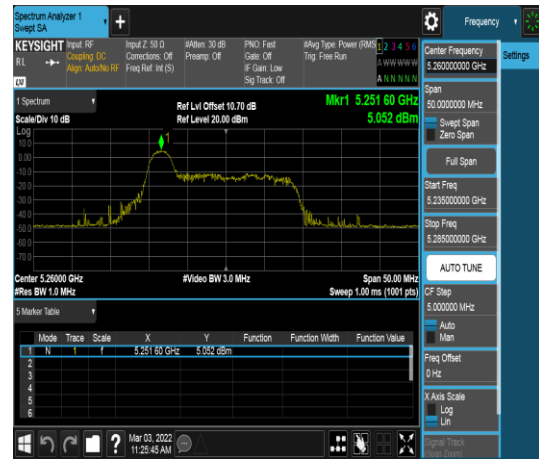 Spectrum Analyzer 1
Swept SA
+
Frequency
KEYSIGHT
RL
Input: RF
Coupling: DC
Align: Auto/No RF
Input Z: 50 Ω
Corrections: Off
Freq Ref: Int (S)
#Atten: 30 dB
Preamp: Off
PNO: Fast
Gate: Off
IF Gain: Low
Sig Track: Off
#Avg Type: Power (RMS
Trig: Free Run
1 2 3 4 5 6
A WW WW W
A N N N N N
LXI
1 Spectrum
Scale/Div 10 dB
Ref Lvl Offset 10.70 dB
Ref Level 20.00 dBm
Mkr1 5.251 60 GHz
5.052 dBm
Log
10.0
0.00
-10.0
-20.0
-30.0
-40.0
-50.0
-60.0
-70.0
1
Center 5.26000 GHz
#Res BW 1.0 MHz
#Video BW 3.0 MHz
Span 50.00 MHz
Sweep 1.00 ms (1001 pts)
5 Marker Table
Mode Trace Scale X Y Function Function Width Function Value
1 N 1 f 5.251 60 GHz 5.052 dBm
2
3
4
5
6
Mar 03, 2022
11:25:45 AM
Settings
Center Frequency
5.260000000 GHz
Span
50.0000000 MHz
Swept Span
Zero Span
Full Span
Start Freq
5.235000000 GHz
Stop Freq
5.285000000 GHz
AUTO TUNE
CF Step
5.000000 MHz
Auto
Man
Freq Offset
0 Hz
X Axis Scale
Log
Lin
Signal Track
(Span Zoom)